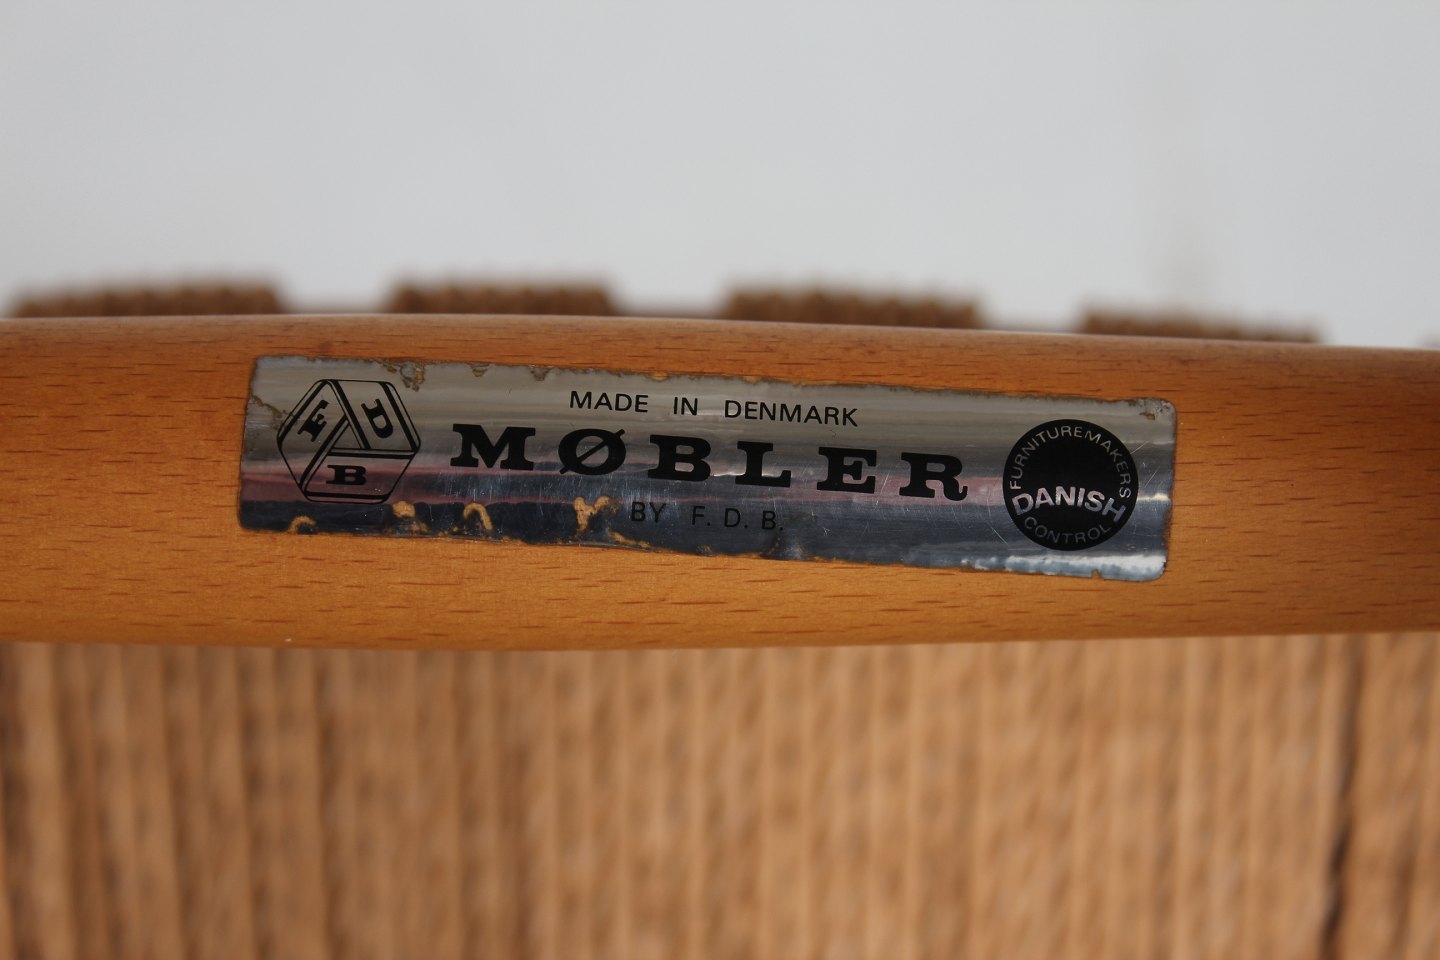 F D B
MADE IN DENMARK
MØBLER
BY F. D. B.
FURNITUREMAKERS
DANISH
CONTROL